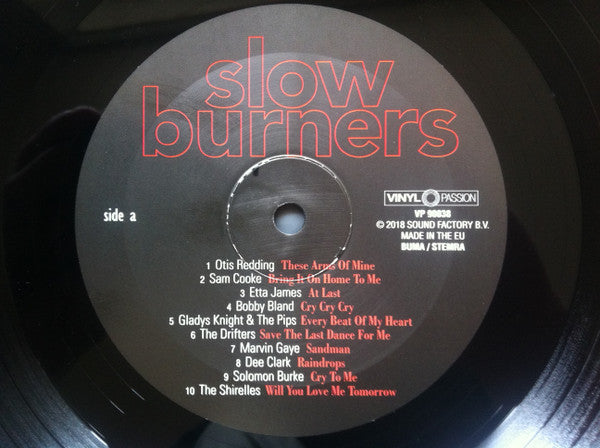 slow
burners
side a
VINYL PASSION
VP 90038
© 2018 SOUND FACTORY B.V.
MADE IN THE EU
BUMA / STEMRA
1 Otis Redding These Arms Of Mine
2 Sam Cooke Bring It On Home To Me
3 Etta James At Last
4 Bobby Bland Cry Cry Cry
5 Gladys Knight & The Pips Every Beat Of My Heart
6 The Drifters Save The Last Dance For Me
7 Marvin Gaye Sandman
8 Dee Clark Raindrops
9 Solomon Burke Cry To Me
10 The Shirelles Will You Love Me Tomorrow